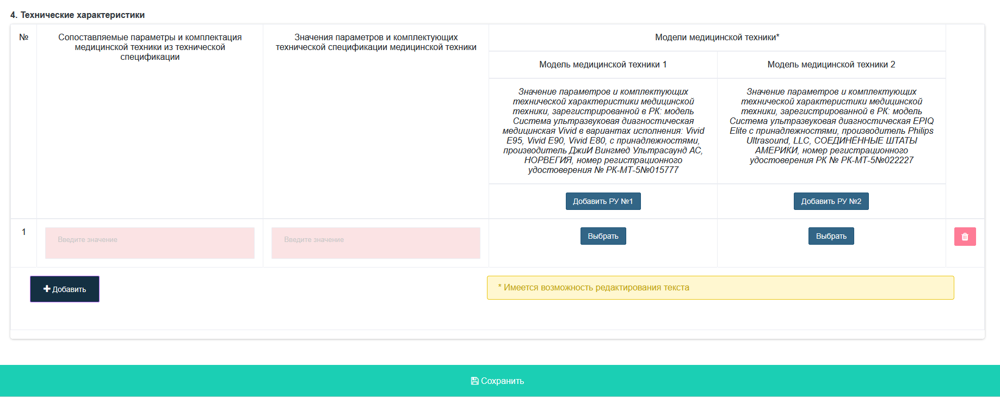 4. Технические характеристики
№
Сопоставляемые параметры и комплектация
медицинской техники из технической
спецификации
Значения параметров и комплектующих
технической спецификации медицинской техники
Модели медицинской техники*
Модель медицинской техники 1
Модель медицинской техники 2
Значение параметров и комплектующих
технической характеристики медицинской
техники, зарегистрированной в РК: модель
Система ультразвуковая диагностическая
медицинская Vivid в вариантах исполнения: Vivid
E95, Vivid E90, Vivid E80, с принадлежностями,
производитель ДжиИ Вингмед Ультрасаунд АС,
НОРВЕГИЯ, номер регистрационного
удостоверения № РК-МТ-5№015777
Значение параметров и комплектующих
технической характеристики медицинской
техники, зарегистрированной в РК: модель
Система ультразвуковая диагностическая EPIQ
Elite с принадлежностями, производитель Philips
Ultrasound, LLC, СОЕДИНЁННЫЕ ШТАТЫ
АМЕРИКИ, номер регистрационного
удостоверения РК № РК-МТ-5№022227
Добавить РУ №1
Добавить РУ №2
1
Введите значение
Введите значение
Выбрать
Выбрать
Добавить
* Имеется возможность редактирования текста
Сохранить